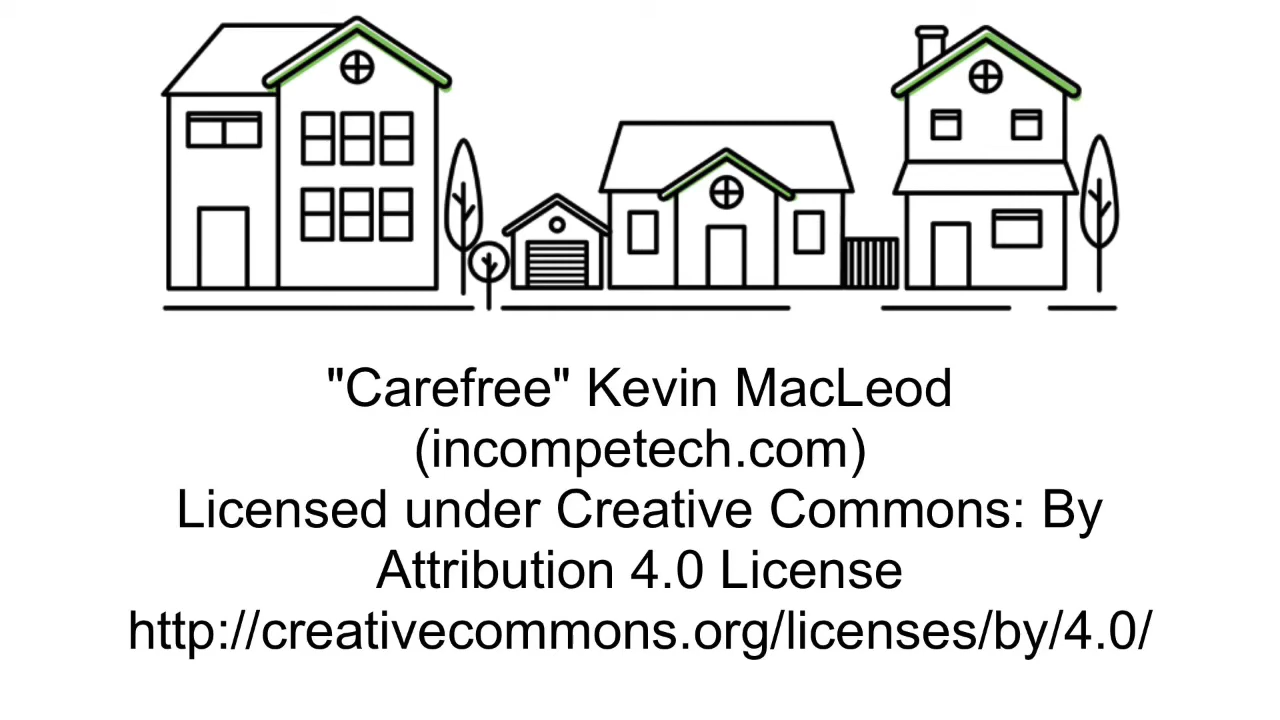 "Carefree" Kevin MacLeod
(incompetech.com)
Licensed under Creative Commons: By
Attribution 4.0 License
http://creativecommons.org/licenses/by/4.0/